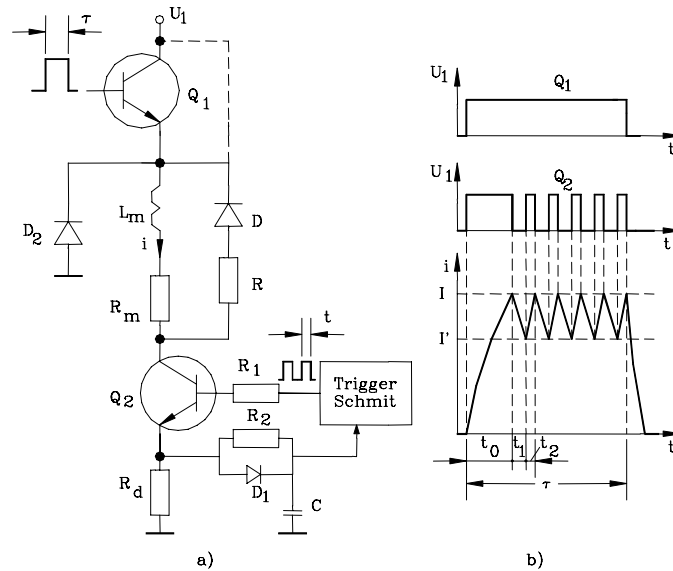 τ
U1
Q1
D2
Lm
i
D
R
Rm
t
Q2
R1
Trigger
Schmit
R2
D1
Rd
C
a)
U1
Q1
t
U1
Q2
t
i
I
I'
t
t0
t1
t2
τ
b)